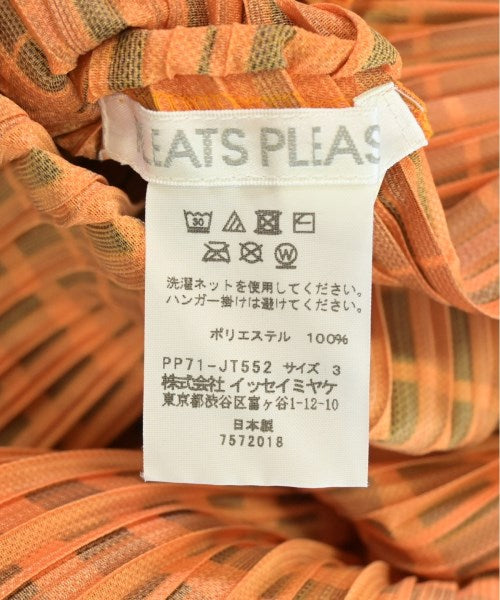 LEATS PLEAS
30
W
洗濯ネットを使用してください。
ハンガー掛けは避けてください。
ポリエステル 100%
PP71-JT552 サイズ 3
株式会社 イッセイミヤケ
東京都渋谷区富ヶ谷1-12-10
日本製
7572018